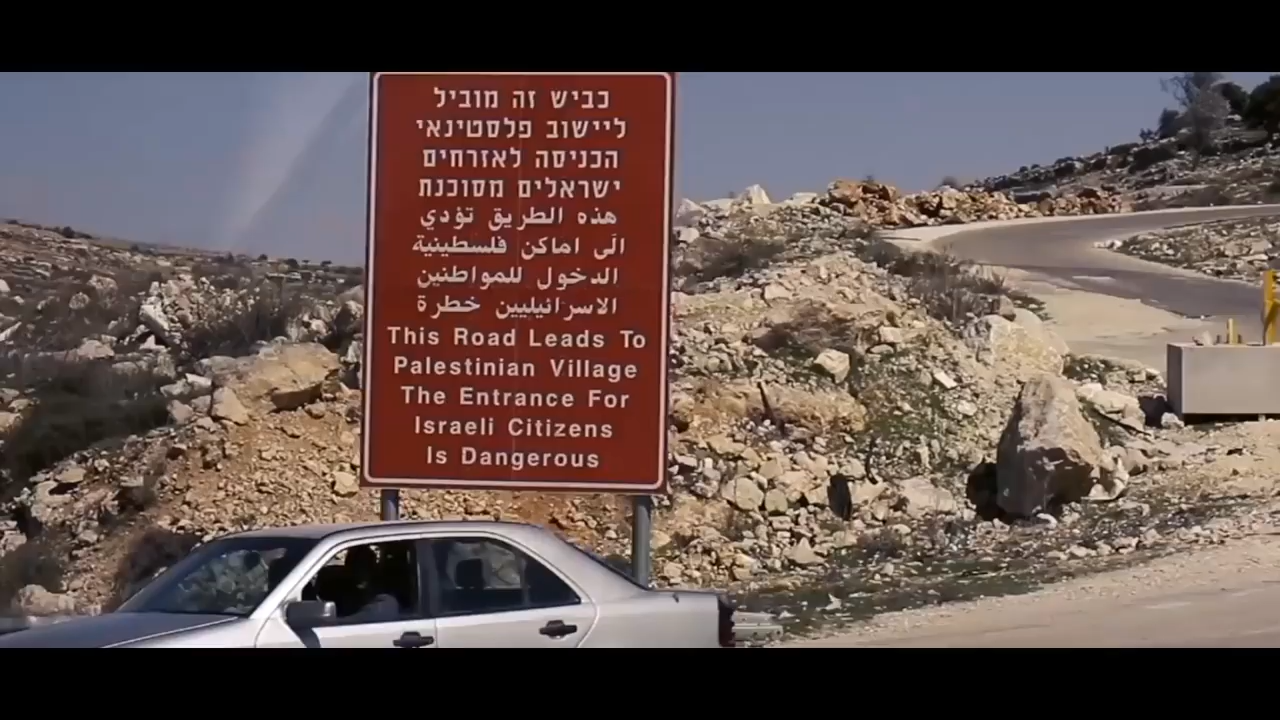 כביש זה מוביל
ליישוב פלסטינאי
הכניסה לאזרחים
ישראלים מסוכנת
هذه الطريق تؤدي
الى اماكن فلسطينية
الدخول للمواطنين
الاسرائيليين خطرة
This Road Leads To
Palestinian Village
The Entrance For
Israeli Citizens
Is Dangerous